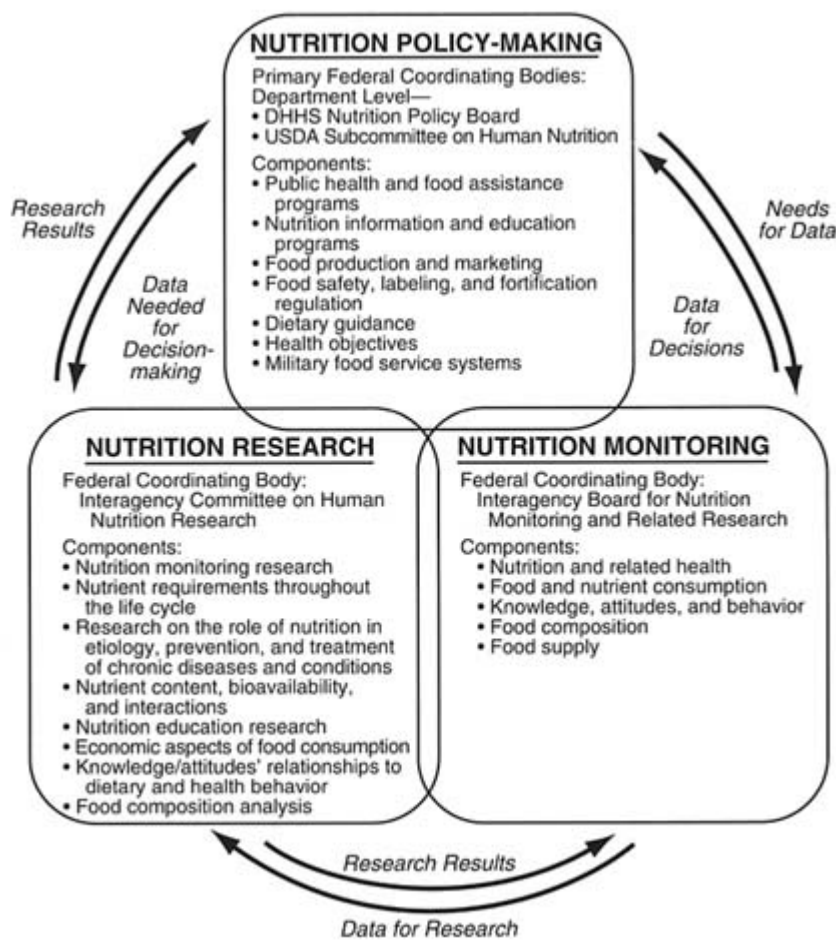 NUTRITION POLICY-MAKING
Primary Federal Coordinating Bodies:
Department Level—
• DHHS Nutrition Policy Board
• USDA Subcommittee on Human Nutrition
Components:
• Public health and food assistance
programs
• Nutrition information and education
programs
• Food production and marketing
• Food safety, labeling, and fortification
regulation
• Dietary guidance
• Health objectives
• Military food service systems
Research
Results
Data
Needed
for
Decision-
making
Needs
for Data
Data
for
Decisions
NUTRITION RESEARCH
Federal Coordinating Body:
Interagency Committee on Human
Nutrition Research
Components:
• Nutrition monitoring research
• Nutrient requirements throughout
the life cycle
• Research on the role of nutrition in
etiology, prevention, and treatment
of chronic diseases and conditions
• Nutrient content, bioavailability,
and interactions
• Nutrition education research
• Economic aspects of food consumption
• Knowledge/attitudes' relationships to
dietary and health behavior
• Food composition analysis
NUTRITION MONITORING
Federal Coordinating Body:
Interagency Board for Nutrition
Monitoring and Related Research
Components:
• Nutrition and related health
• Food and nutrient consumption
• Knowledge, attitudes, and behavior
• Food composition
• Food supply
Research Results
Data for Research